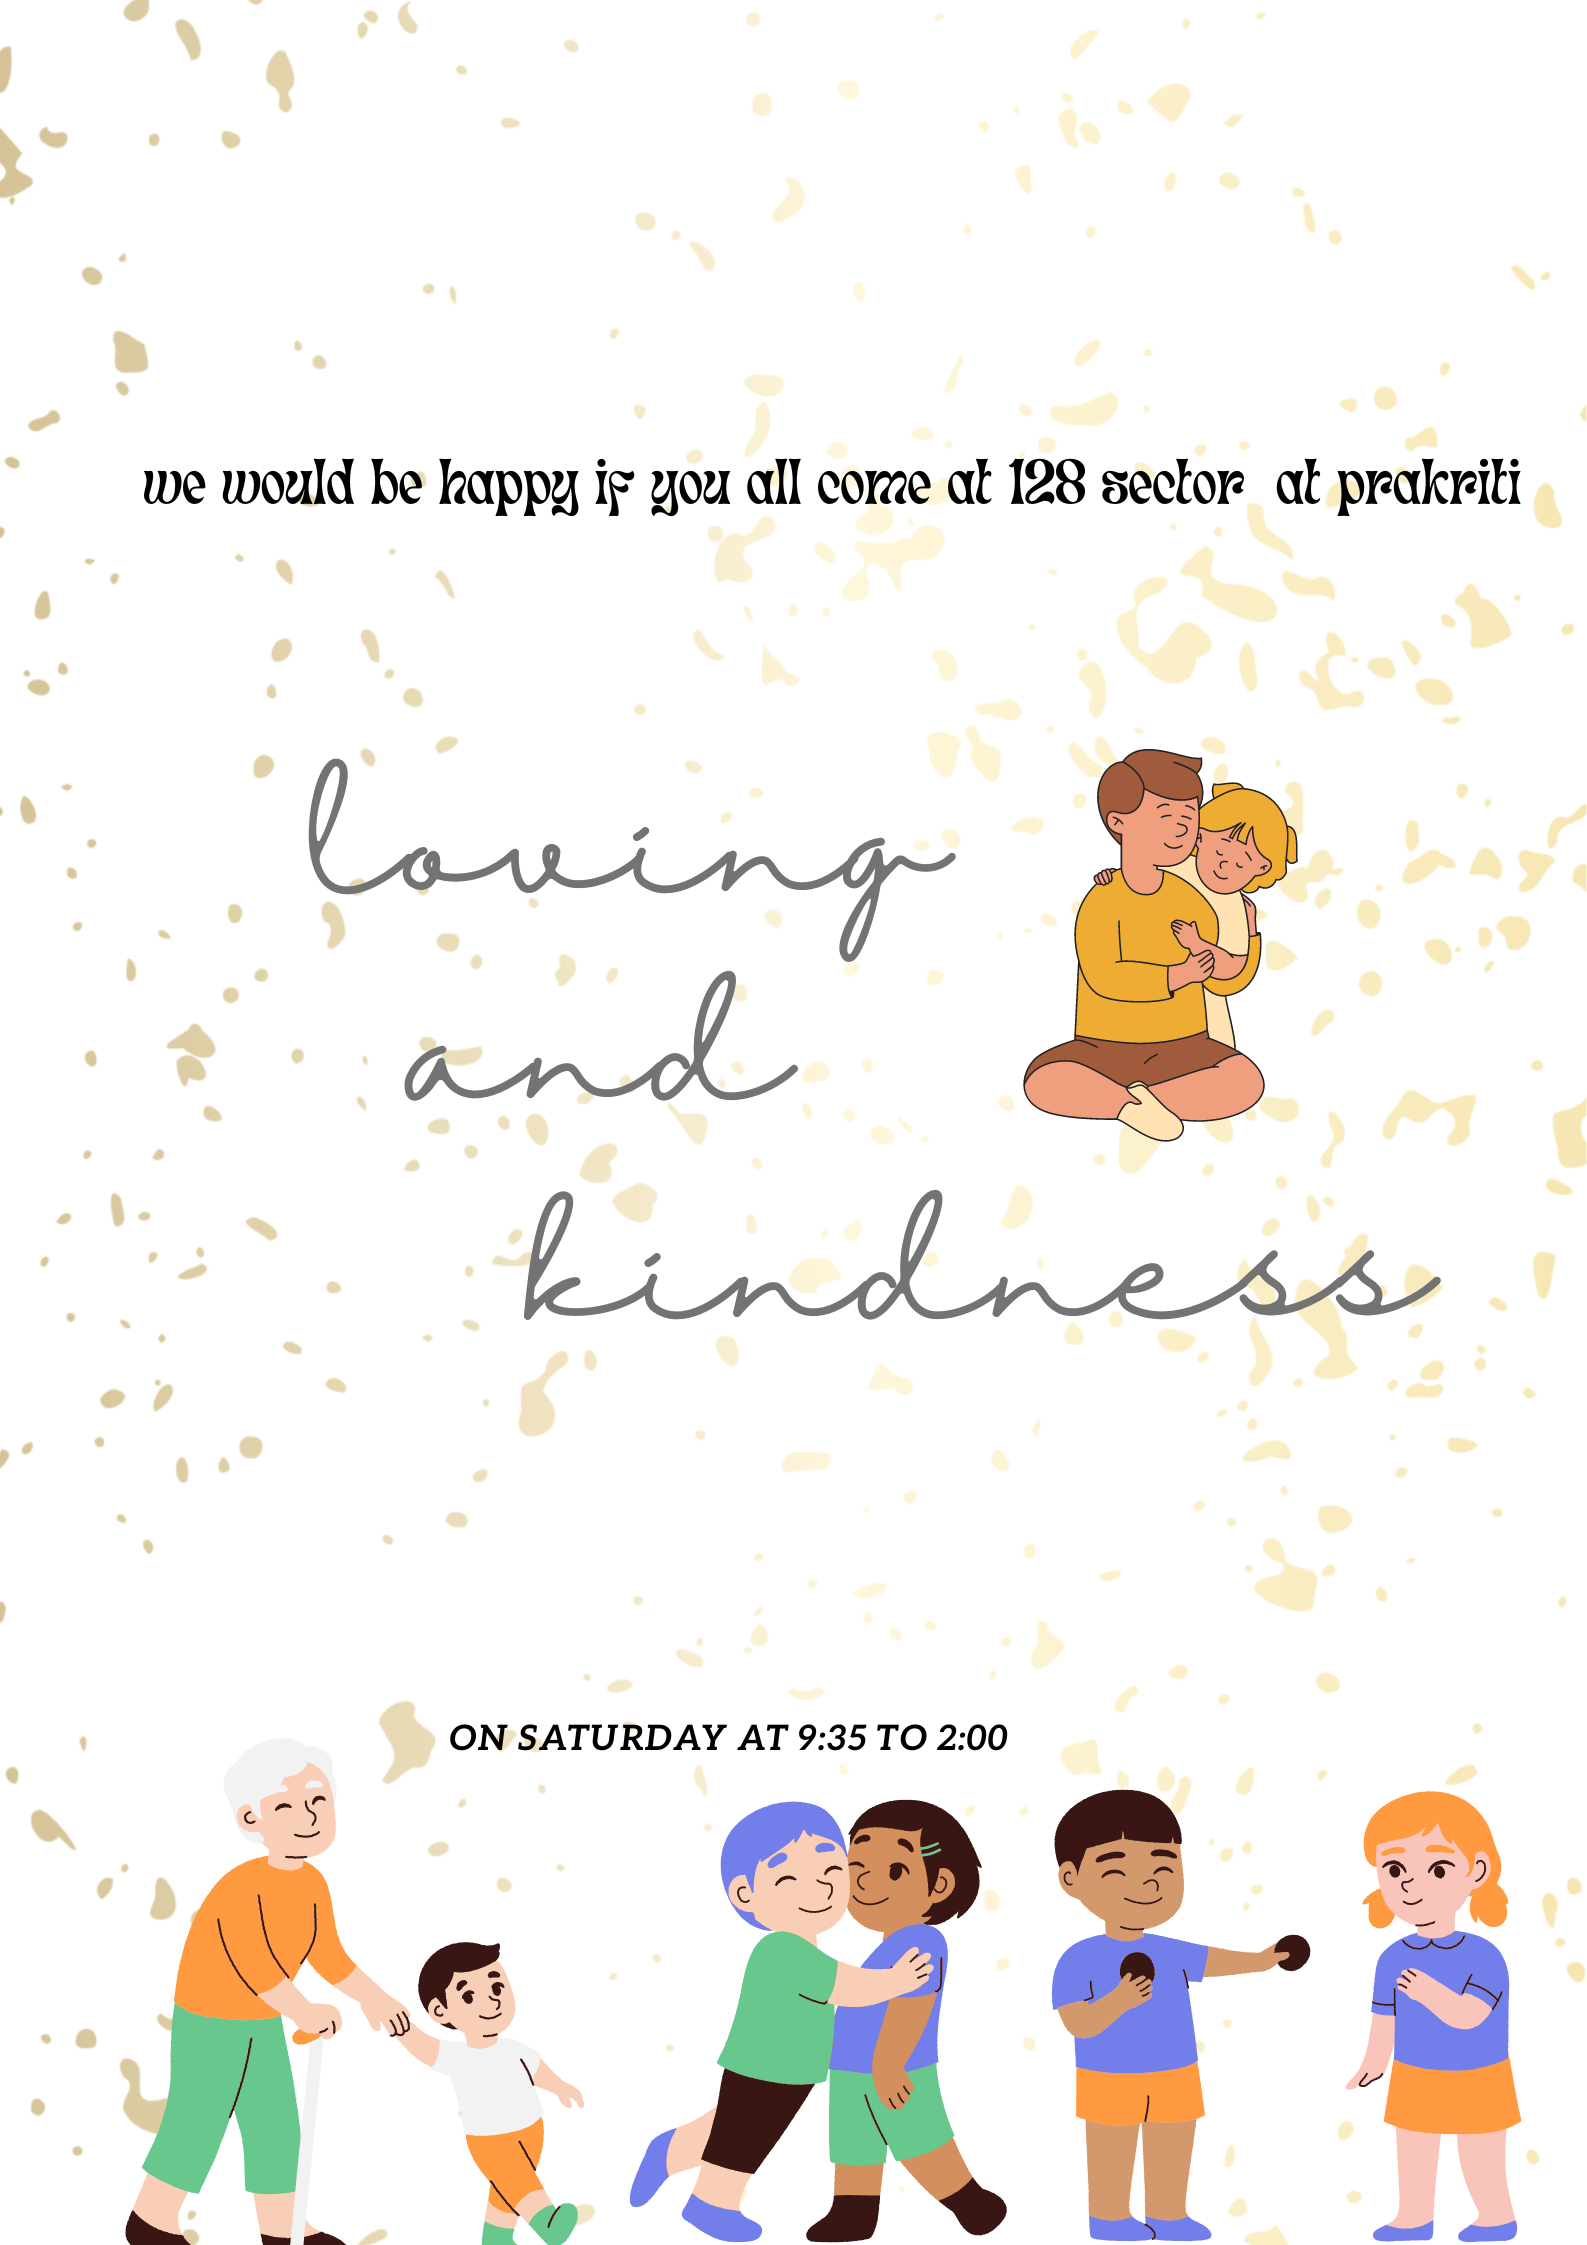 we would be happy if you all come at 128 sector at prakriti
loving
and
kindness
ON SATURDAY AT 9:35 TO 2:00